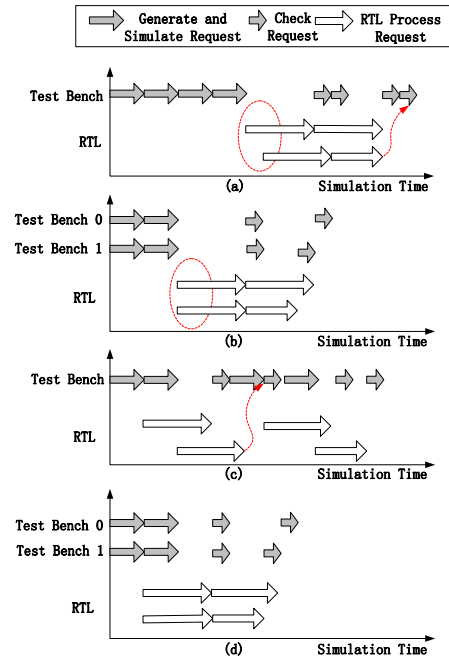 Generate and Simulate Request
Check Request
RTL Process Request
Test Bench
RTL
(a)
Simulation Time
Test Bench 0
Test Bench 1
RTL
(b)
Simulation Time
Test Bench
RTL
(c)
Simulation Time
Test Bench 0
Test Bench 1
RTL
(d)
Simulation Time